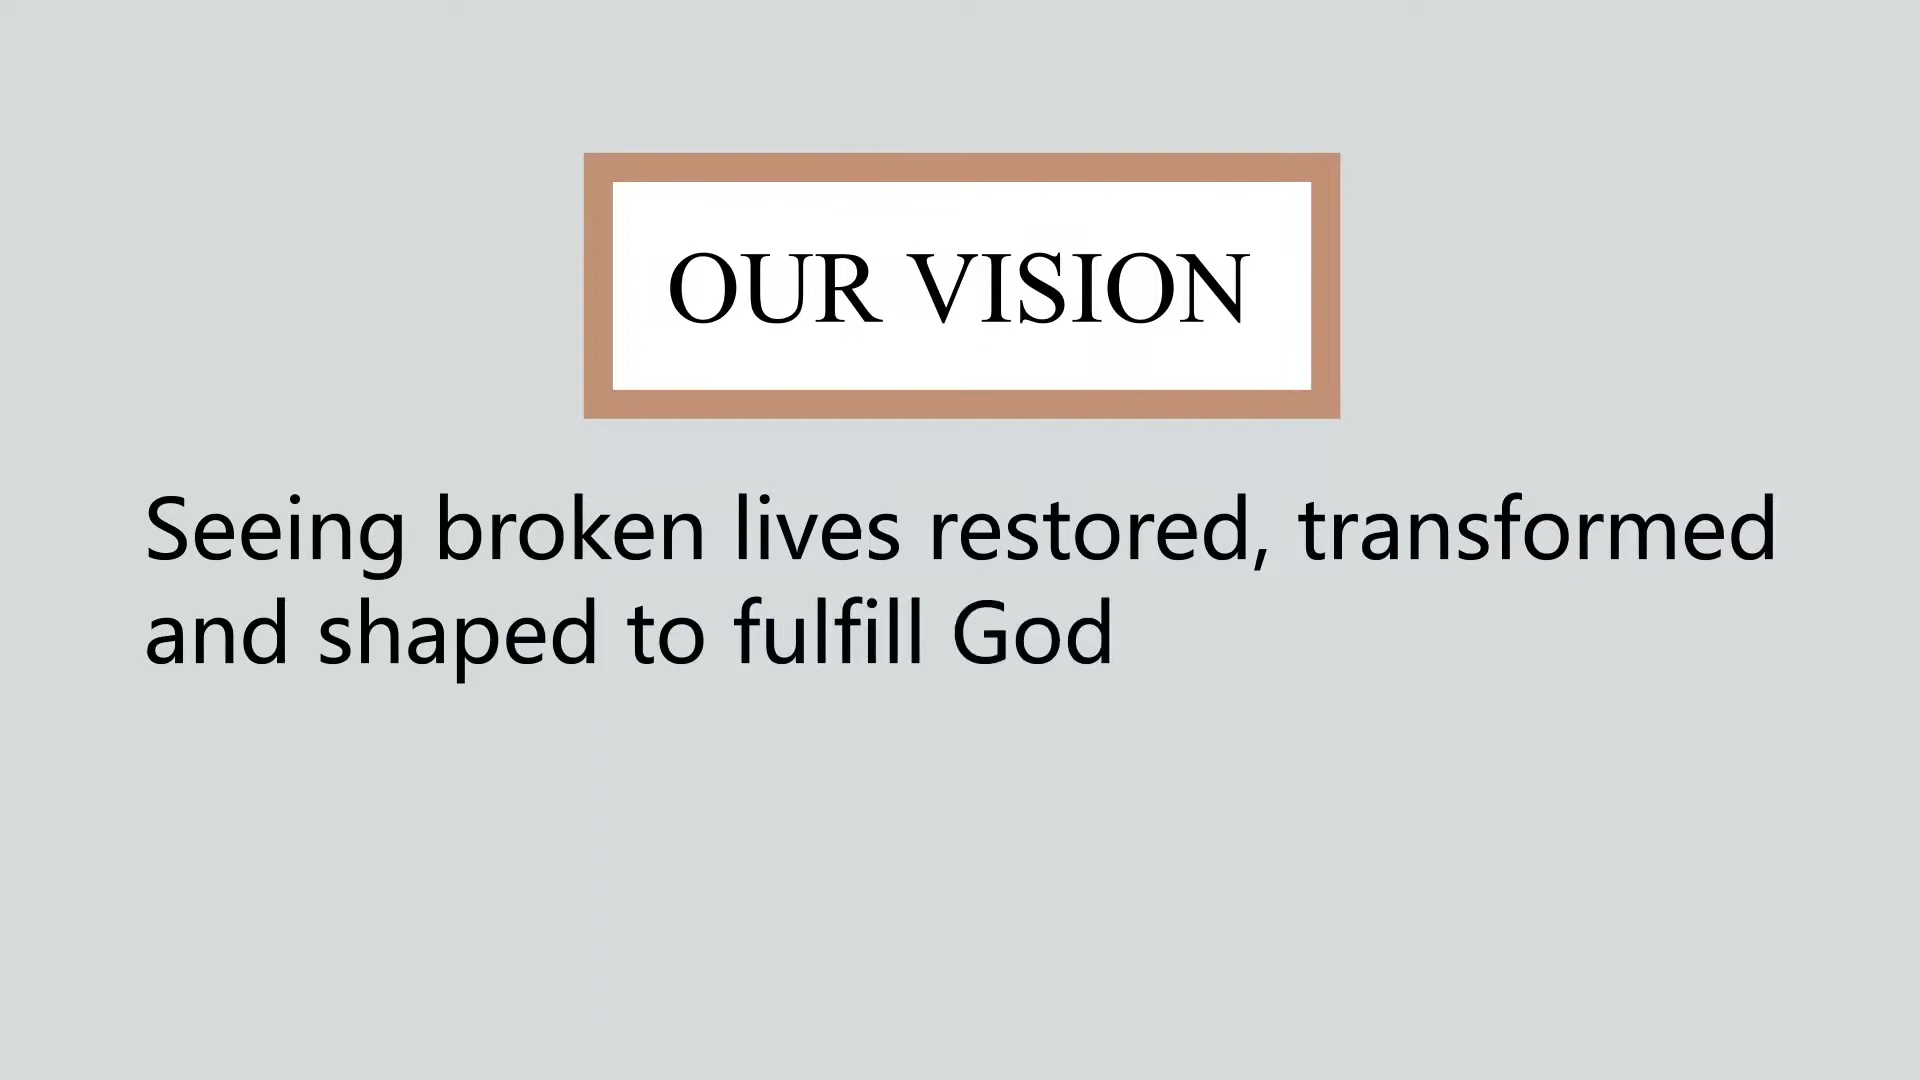 OUR VISION
Seeing broken lives restored, transformed
and shaped to fulfill God